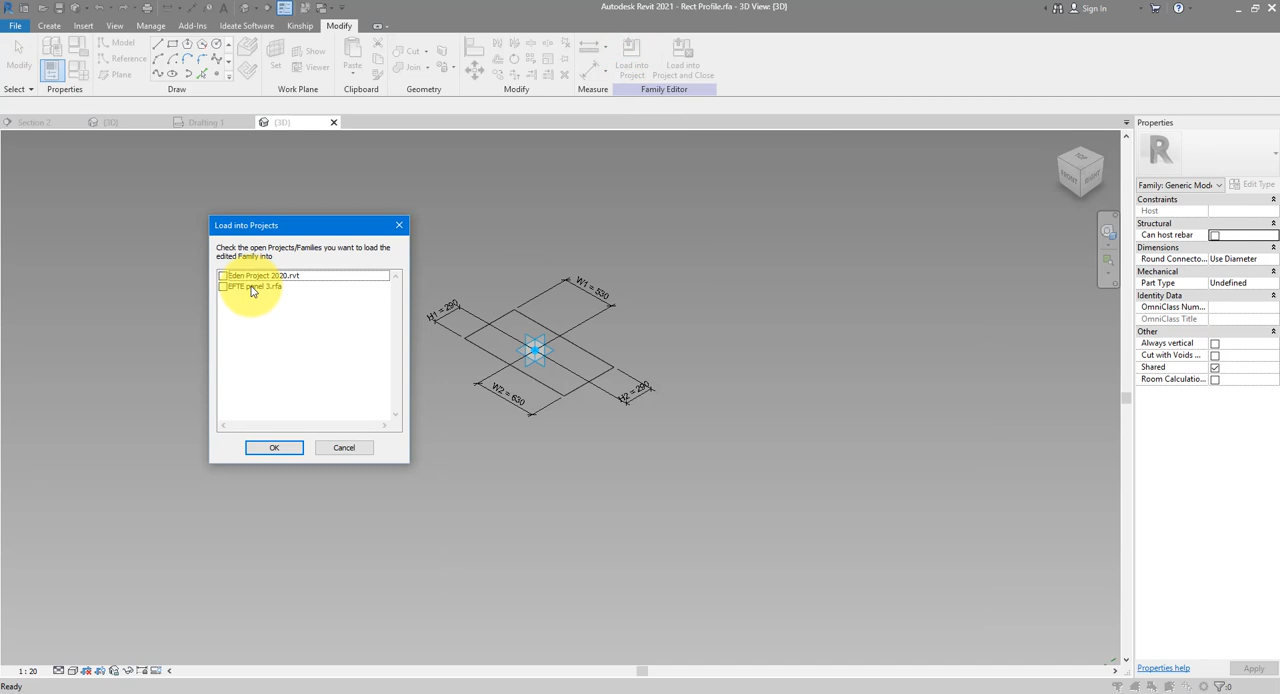 Autodesk Revit 2021 - Rect Profile.rfa - 3D View: {3D}
Sign In
File Create Insert View Manage Add-Ins Ideate Software Kinship Modify
Modify
Model
Reference
Plane
Set
Show
Viewer
Paste
Cut
Join
Load into
Project
Load into
Project and Close
Select Properties Draw Work Plane Clipboard Geometry Modify Measure Family Editor
Section 2 {3D} Drafting 1 {3D}
Load into Projects
Check the open Projects/Families you want to load the
edited Family into
Eden Project 2020.rvt
EFTE panel 3.rfa
OK Cancel
W1 = 530
H1 = 290
W2 = 630
H2 = 290
TOP
FRONT RIGHT
Properties
Family: Generic Mode Edit Type
Constraints
Host
Structural
Can host rebar
Dimensions
Round Connecto... Use Diameter
Mechanical
Part Type Undefined
Identity Data
OmniClass Num...
OmniClass Title
Other
Always vertical
Cut with Voids ...
Shared
Room Calculatio...
Properties help Apply
1 : 20
Ready
:0